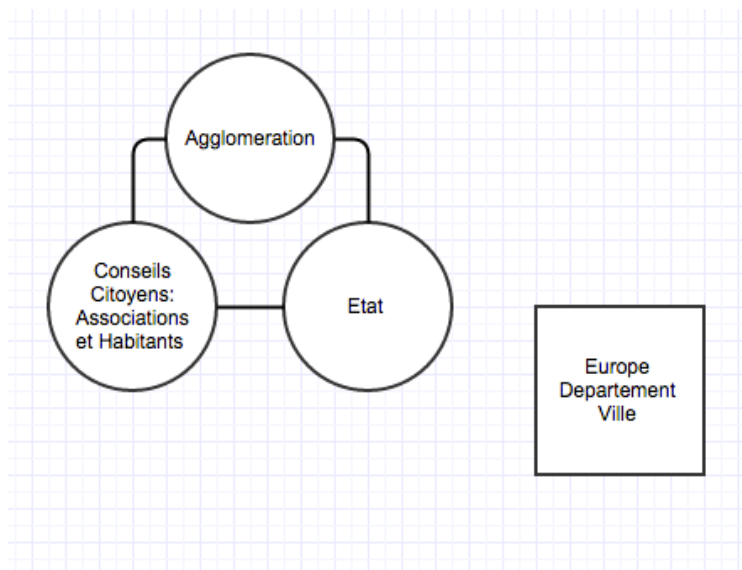 Agglomeration
Conseils
Citoyens:
Associations
et Habitants
Etat
Europe
Departement
Ville